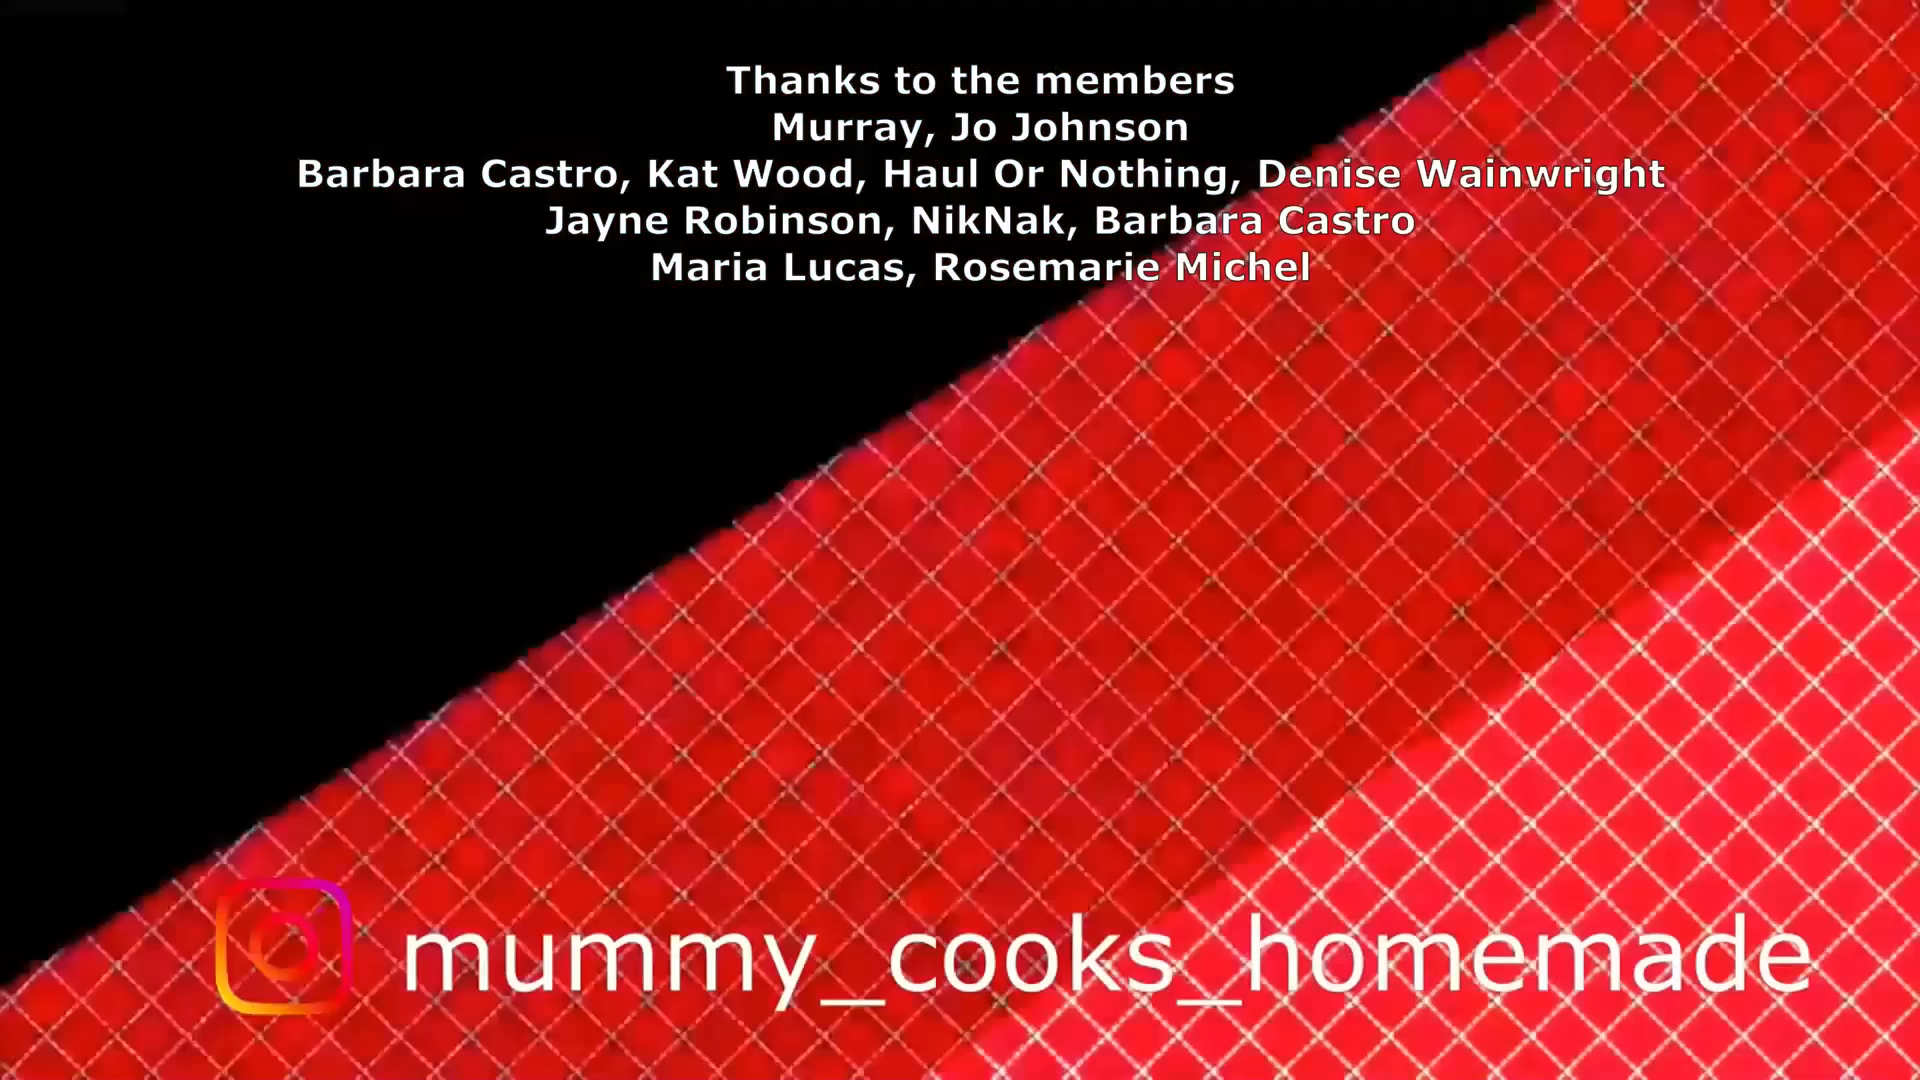 Thanks to the members
Murray, Jo Johnson
Barbara Castro, Kat Wood, Haul Or Nothing, Denise Wainwright
Jayne Robinson, NikNak, Barbara Castro
Maria Lucas, Rosemarie Michel
mummy_cooks_homemade